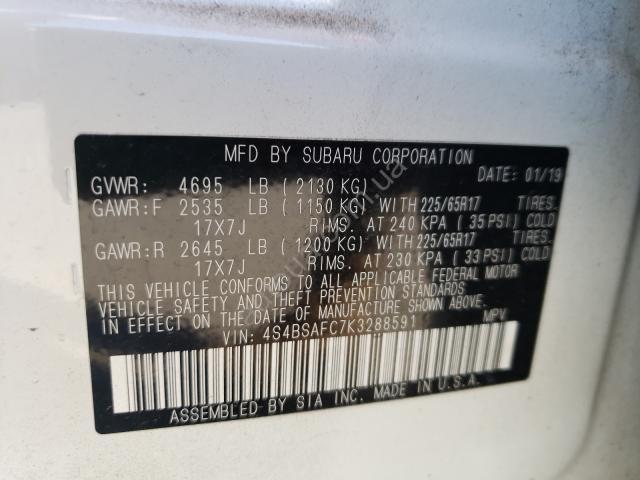 MFD BY SUBARU CORPORATION
DATE: 01/19
GVWR: 4695 LB (2130 KG)
GAWR:F 2535 LB (1150 KG) WITH 225/65R17 TIRES.
17X7J RIMS. AT 240 KPA (35 PSI) COLD
GAWR:R 2645 LB (1200 KG) WITH 225/65R17 TIRES.
17X7J RIMS. AT 230 KPA (33 PSI) COLD
THIS VEHICLE CONFORMS TO ALL APPLICABLE FEDERAL MOTOR
VEHICLE SAFETY AND THEFT PREVENTION STANDARDS
IN EFFECT ON THE DATE OF MANUFACTURE SHOWN ABOVE.
VIN: 4S4BSAFC7K3288591 MPV
ASSEMBLED BY SIA INC. MADE IN U.S.A.